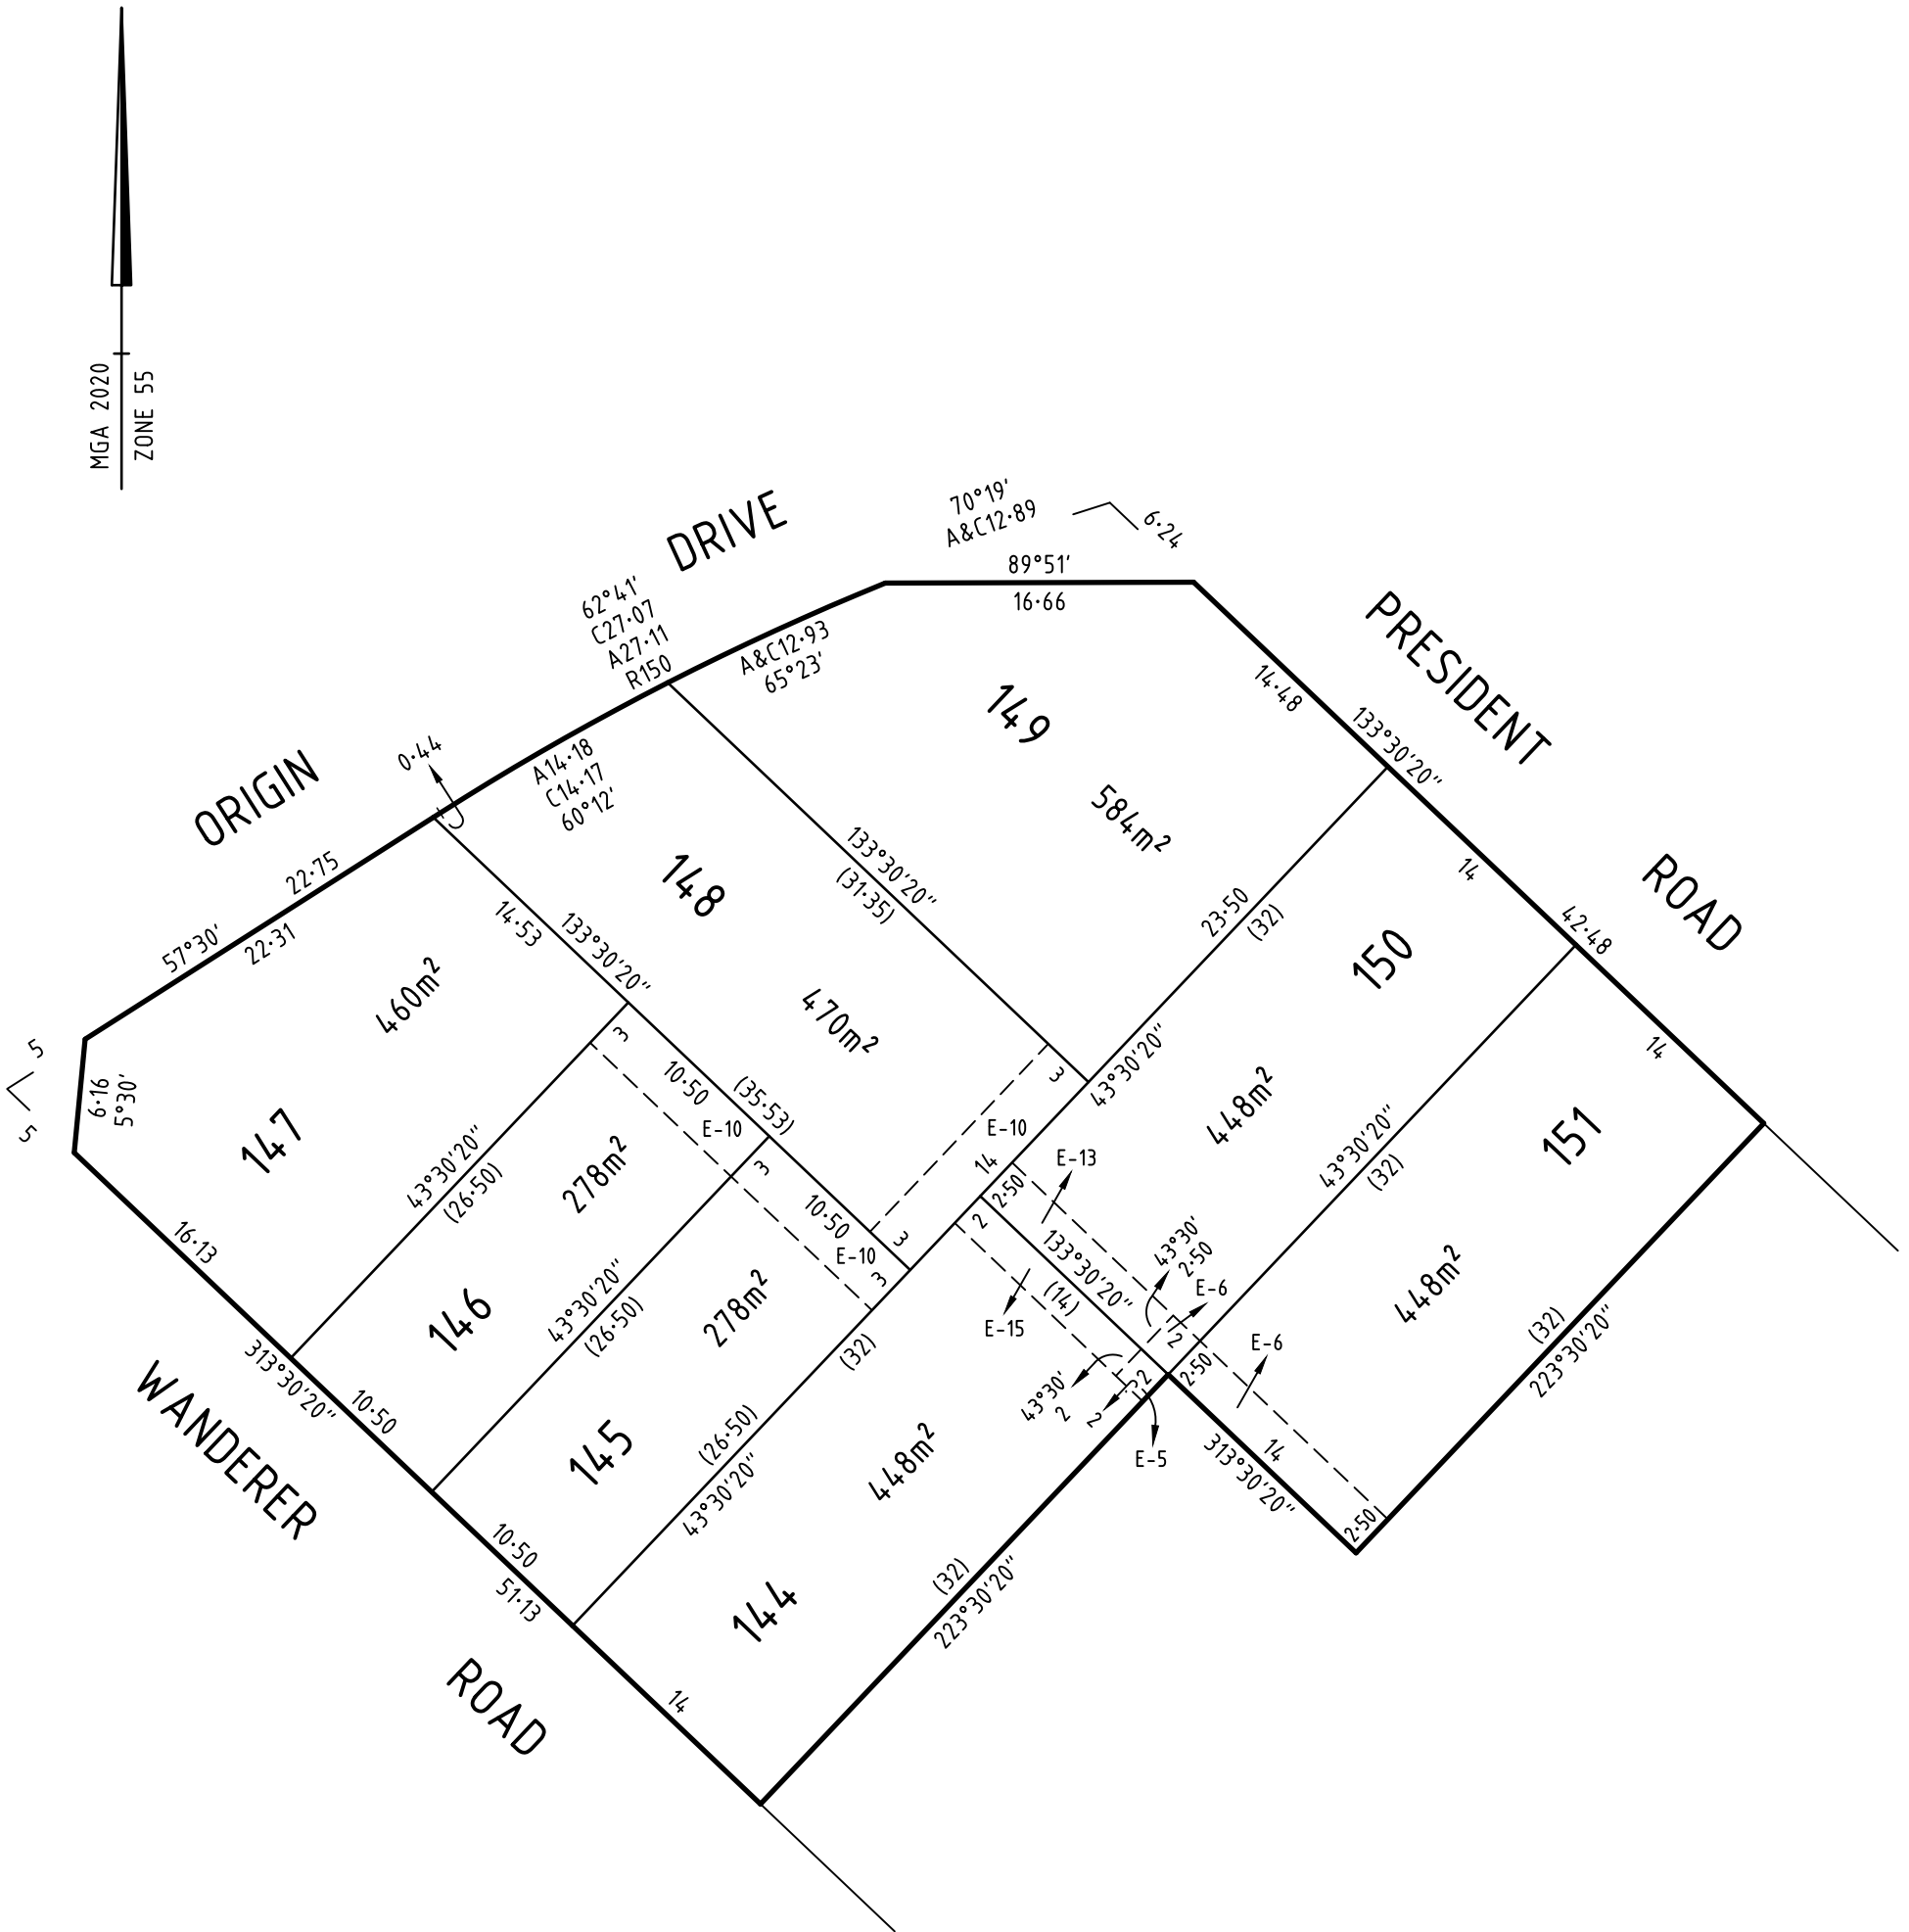 MGA 2020
ZONE 55
DRIVE
70°19'
A&C12·89
6·24
89°51'
16·66
62°41'
C27·07
A27·11
R150
A&C12·93
65°23'
PRESIDENT
149
14·48
133°30'20"
ORIGIN
0·44
A14·18
C14·17
60°12'
584m²
148
133°30'20"
(31·35)
14
ROAD
22·75
57°30'
22·31
14·53
133°30'20"
23·50
(32)
42·48
150
460m²
470m²
14
5
5
6·16
5°30'
3
10·50
(35·53)
3
43°30'20"
147
E-10
E-10
448m²
151
43°30'20"
(26·50)
278m²
3
14
E-13
43°30'20"
(32)
16·13
10·50
3
2
2·50
E-10
3
133°30'20"
43°30'
2·50
E-6
448m²
146
43°30'20"
(26·50)
278m²
(14)
E-15
2
2·50
E-6
(32)
223°30'20"
313°30'20"
(32)
43°30'
2
2
2
WANDERER
10·50
145
(26·50)
43°30'20"
448m²
E-5
14
313°30'20"
2·50
10·50
51·13
144
(32)
223°30'20"
ROAD
14